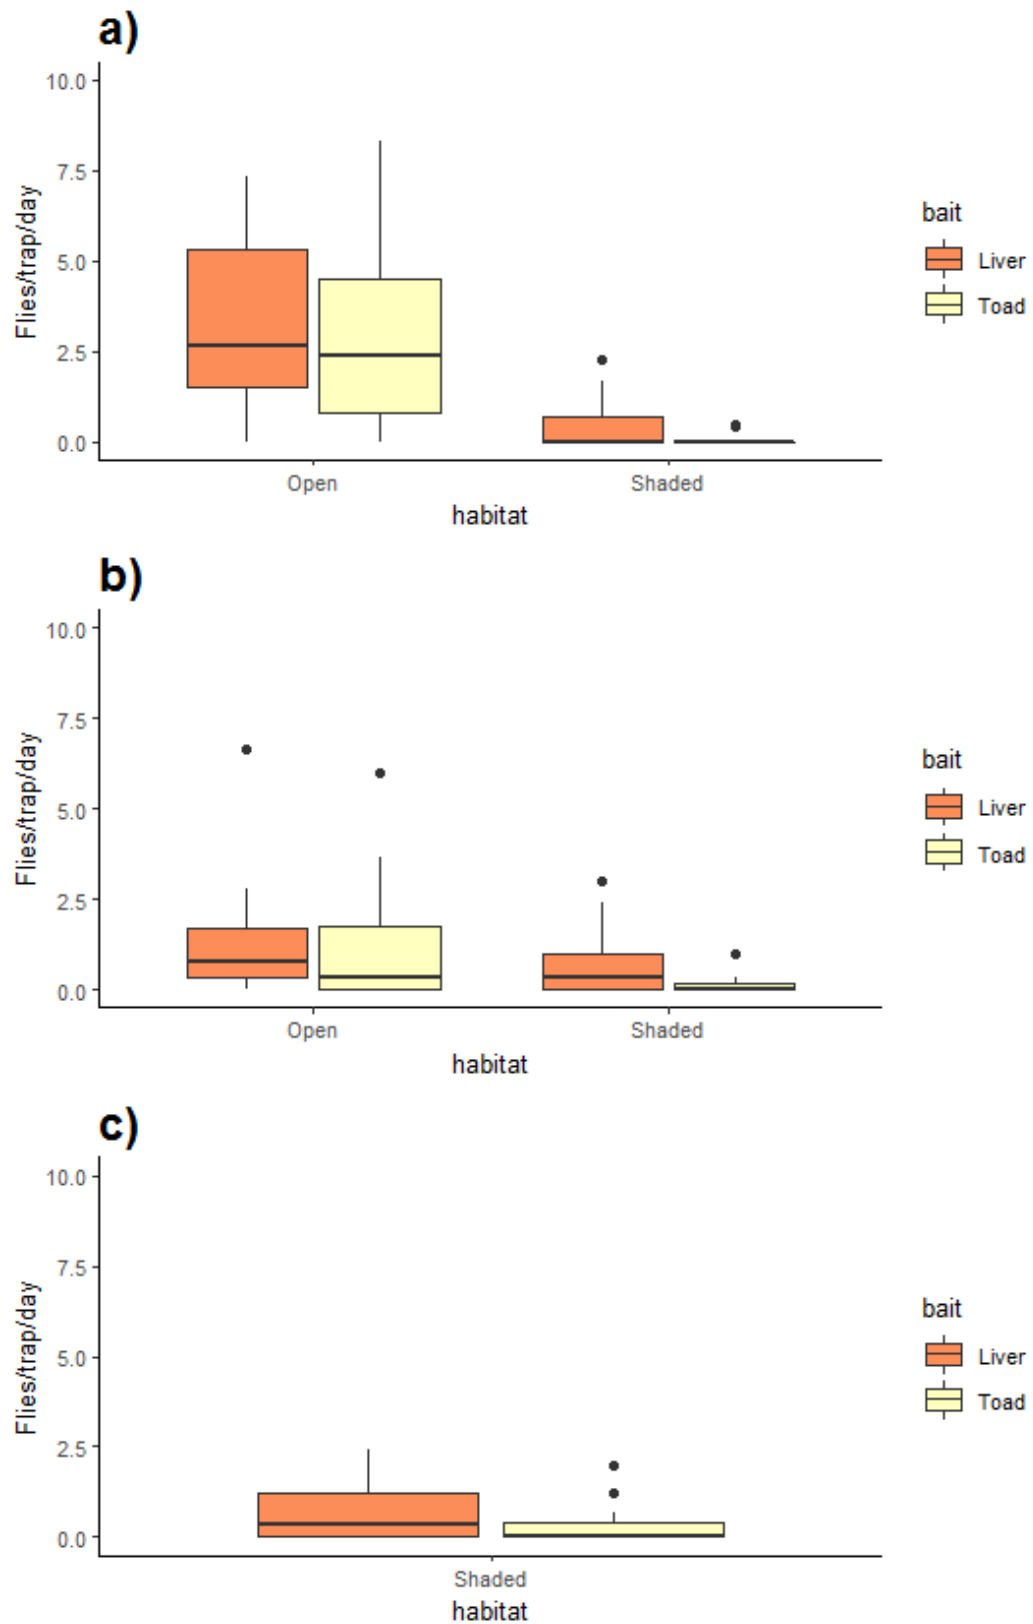 a)
10.0
7.5
5.0
2.5
0.0
Flies/trap/day
Open Shaded
habitat
bait
Liver
Toad
b)
10.0
7.5
5.0
2.5
0.0
Flies/trap/day
Open Shaded
habitat
bait
Liver
Toad
c)
10.0
7.5
5.0
2.5
0.0
Flies/trap/day
Shaded
habitat
bait
Liver
Toad